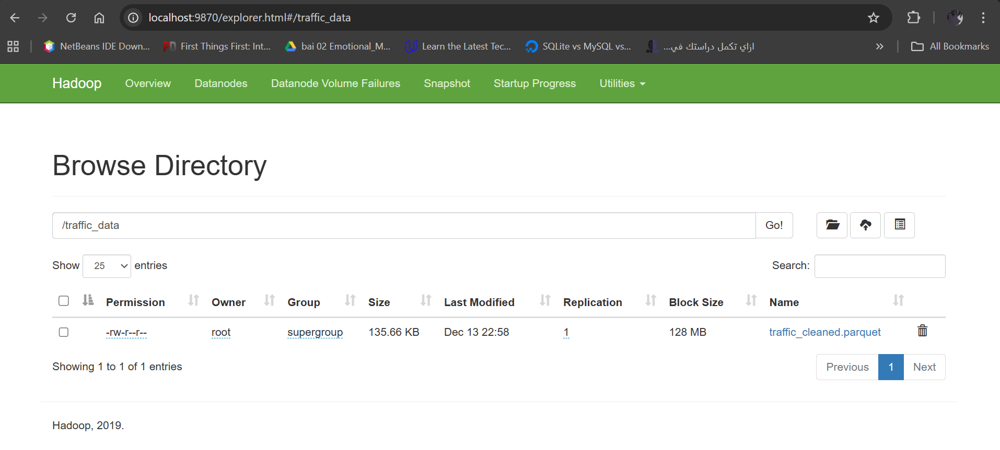 localhost:9870/explorer.html#/traffic_data
NetBeans IDE Down... First Things First: Int... bai 02 Emotional_M... Learn the Latest Tec... SQLite vs MySQL vs... ازاي تكمل دراستك في... » All Bookmarks
Hadoop Overview Datanodes Datanode Volume Failures Snapshot Startup Progress Utilities
Browse Directory
/traffic_data Go!
Show 25 entries Search:
Permission Owner Group Size Last Modified Replication Block Size Name
-rw-r--r-- root supergroup 135.66 KB Dec 13 22:58 1 128 MB traffic_cleaned.parquet
Showing 1 to 1 of 1 entries Previous 1 Next
Hadoop, 2019.